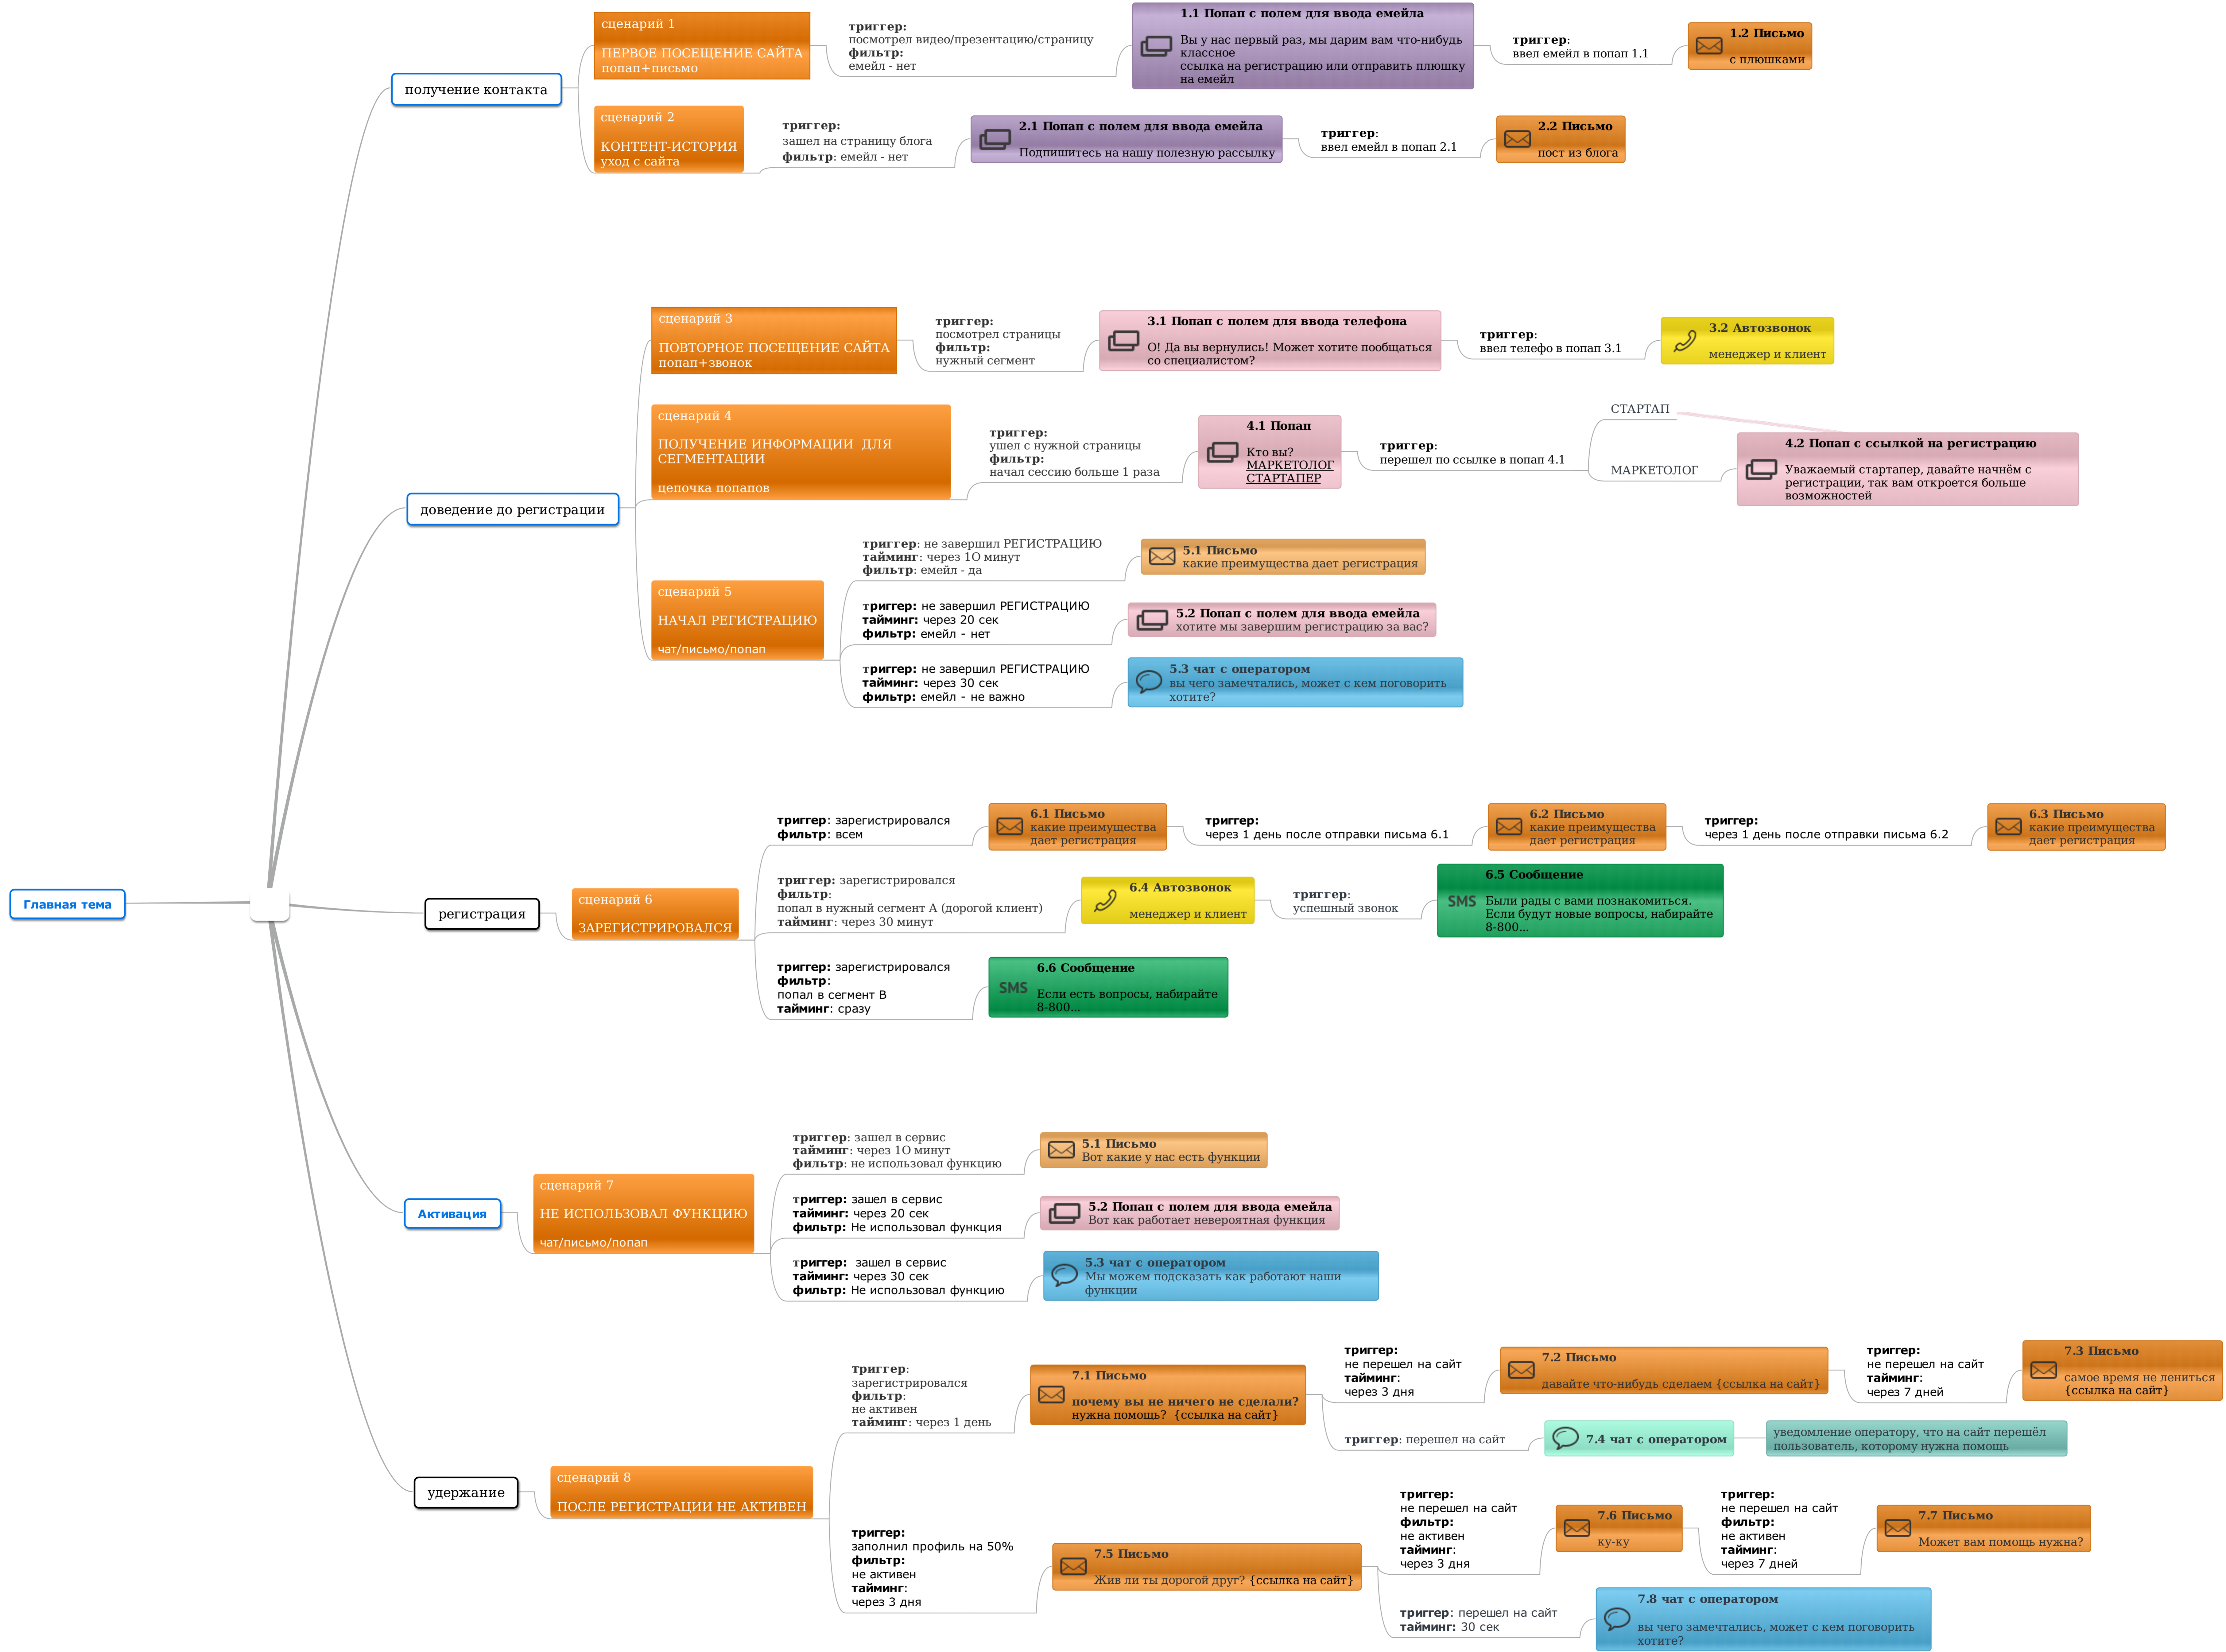 Главная тема
получение контакта
сценарий 1
ПЕРВОЕ ПОСЕЩЕНИЕ САЙТА
попап+письмо
триггер:
посмотрел видео/презентацию/страницу
фильтр:
емейл - нет
1.1 Попап с полем для ввода емейла
Вы у нас первый раз, мы дарим вам что-нибудь
классное
ссылка на регистрацию или отправить плюшку
на емейл
триггер:
ввел емейл в попап 1.1
1.2 Письмо
с плюшками
сценарий 2
КОНТЕНТ-ИСТОРИЯ
уход с сайта
триггер:
зашел на страницу блога
фильтр: емейл - нет
2.1 Попап с полем для ввода емейла
Подпишитесь на нашу полезную рассылку
триггер:
ввел емейл в попап 2.1
2.2 Письмо
пост из блога
доведение до регистрации
сценарий 3
ПОВТОРНОЕ ПОСЕЩЕНИЕ САЙТА
попап+звонок
триггер:
посмотрел страницы
фильтр:
нужный сегмент
3.1 Попап с полем для ввода телефона
О! Да вы вернулись! Может хотите пообщаться
со специалистом?
триггер:
ввел телефо в попап 3.1
3.2 Автозвонок
менеджер и клиент
сценарий 4
ПОЛУЧЕНИЕ ИНФОРМАЦИИ  ДЛЯ
СЕГМЕНТАЦИИ
цепочка попапов
триггер:
ушел с нужной страницы
фильтр:
начал сессию больше 1 раза
4.1 Попап
Кто вы?
МАРКЕТОЛОГ
СТАРТАПЕР
триггер:
перешел по ссылке в попап 4.1
СТАРТАП
МАРКЕТОЛОГ
4.2 Попап с ссылкой на регистрацию
Уважаемый стартапер, давайте начнём с
регистрации, так вам откроется больше
возможностей
сценарий 5
НАЧАЛ РЕГИСТРАЦИЮ
чат/письмо/попап
триггер: не завершил РЕГИСТРАЦИЮ
тайминг: через 1О минут
фильтр: емейл - да
5.1 Письмо
какие преимущества дает регистрация
триггер: не завершил РЕГИСТРАЦИЮ
тайминг: через 20 сек
фильтр: емейл - нет
5.2 Попап с полем для ввода емейла
хотите мы завершим регистрацию за вас?
триггер: не завершил РЕГИСТРАЦИЮ
тайминг: через 30 сек
фильтр: емейл - не важно
5.3 чат с оператором
вы чего замечтались, может с кем поговорить
хотите?
регистрация
сценарий 6
ЗАРЕГИСТРИРОВАЛСЯ
триггер: зарегистрировался
фильтр: всем
6.1 Письмо
какие преимущества
дает регистрация
триггер:
через 1 день после отправки письма 6.1
6.2 Письмо
какие преимущества
дает регистрация
триггер:
через 1 день после отправки письма 6.2
6.3 Письмо
какие преимущества
дает регистрация
триггер: зарегистрировался
фильтр:
попал в нужный сегмент А (дорогой клиент)
тайминг: через 30 минут
6.4 Автозвонок
менеджер и клиент
триггер:
успешный звонок
SMS
6.5 Сообщение
Были рады с вами познакомиться.
Если будут новые вопросы, набирайте
8-800...
триггер: зарегистрировался
фильтр:
попал в сегмент В
тайминг: сразу
SMS
6.6 Сообщение
Если есть вопросы, набирайте
8-800...
Активация
сценарий 7
НЕ ИСПОЛЬЗОВАЛ ФУНКЦИЮ
чат/письмо/попап
триггер: зашел в сервис
тайминг: через 1О минут
фильтр: не использовал функцию
5.1 Письмо
Вот какие у нас есть функции
триггер: зашел в сервис
тайминг: через 20 сек
фильтр: Не использовал функция
5.2 Попап с полем для ввода емейла
Вот как работает невероятная функция
триггер:  зашел в сервис
тайминг: через 30 сек
фильтр: Не использовал функцию
5.3 чат с оператором
Мы можем подсказать как работают наши
функции
удержание
сценарий 8
ПОСЛЕ РЕГИСТРАЦИИ НЕ АКТИВЕН
триггер:
зарегистрировался
фильтр:
не активен
тайминг: через 1 день
7.1 Письмо
почему вы не ничего не сделали?
нужна помощь?  {ссылка на сайт}
триггер:
не перешел на сайт
тайминг:
через 3 дня
7.2 Письмо
давайте что-нибудь сделаем {ссылка на сайт}
триггер:
не перешел на сайт
тайминг:
через 7 дней
7.3 Письмо
самое время не лениться
{ссылка на сайт}
триггер: перешел на сайт
7.4 чат с оператором
уведомление оператору, что на сайт перешёл
пользователь, которому нужна помощь
триггер:
заполнил профиль на 50%
фильтр:
не активен
тайминг:
через 3 дня
7.5 Письмо
Жив ли ты дорогой друг? {ссылка на сайт}
триггер:
не перешел на сайт
фильтр:
не активен
тайминг:
через 3 дня
7.6 Письмо
ку-ку
триггер:
не перешел на сайт
фильтр:
не активен
тайминг:
через 7 дней
7.7 Письмо
Может вам помощь нужна?
триггер: перешел на сайт
тайминг: 30 сек
7.8 чат с оператором
вы чего замечтались, может с кем поговорить
хотите?